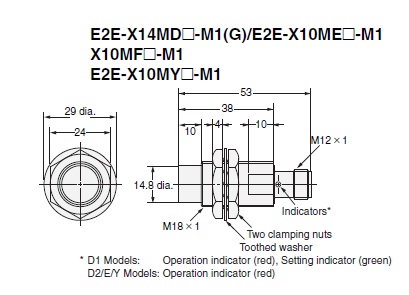 E2E-X14MD□-M1(G)/E2E-X10ME□-M1
X10MF□-M1
E2E-X10MY□-M1
53
29 dia.
38
24
10
4
10
M12 × 1
14.8 dia.
Indicators*
M18 × 1
Two clamping nuts
Toothed washer
* D1 Models: Operation indicator (red), Setting indicator (green)
D2/E/Y Models: Operation indicator (red)